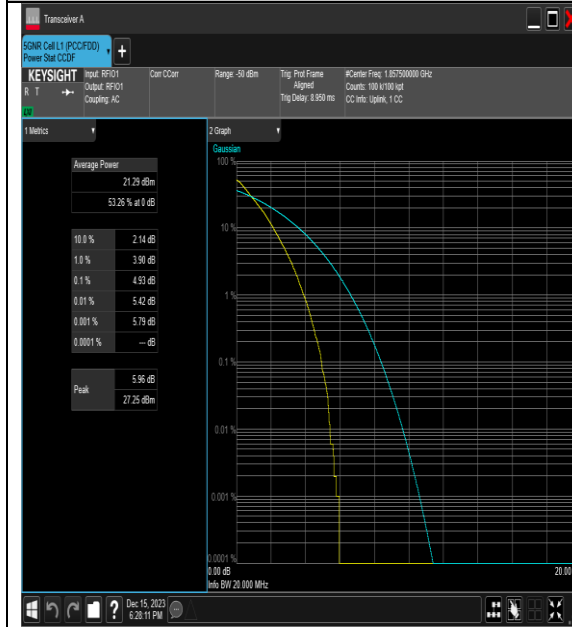 Transceiver A
5GNR Cell L1 (PCC/FDD)
Power Stat CCDF
+
KEYSIGHT
R T
Input: RFIO1
Output: RFIO1
Coupling: AC
Corr CCorr
Range: -50 dBm
Trig: Prot Frame
Aligned
Trig Delay: 8.950 ms
#Center Freq: 1.857500000 GHz
Counts: 100 k/100 kpt
CC Info: Uplink, 1 CC
1 Metrics
Average Power
21.29 dBm
53.26 % at 0 dB
10.0 % 2.14 dB
1.0 % 3.90 dB
0.1 % 4.93 dB
0.01 % 5.42 dB
0.001 % 5.79 dB
0.0001 % --- dB
Peak
5.96 dB
27.25 dBm
2 Graph
Gaussian
100 %
10 %
1 %
0.1 %
0.01 %
0.001 %
0.0001 %
0.00 dB
20.00
Info BW 20.000 MHz
?
Dec 15, 2023
6:28:11 PM